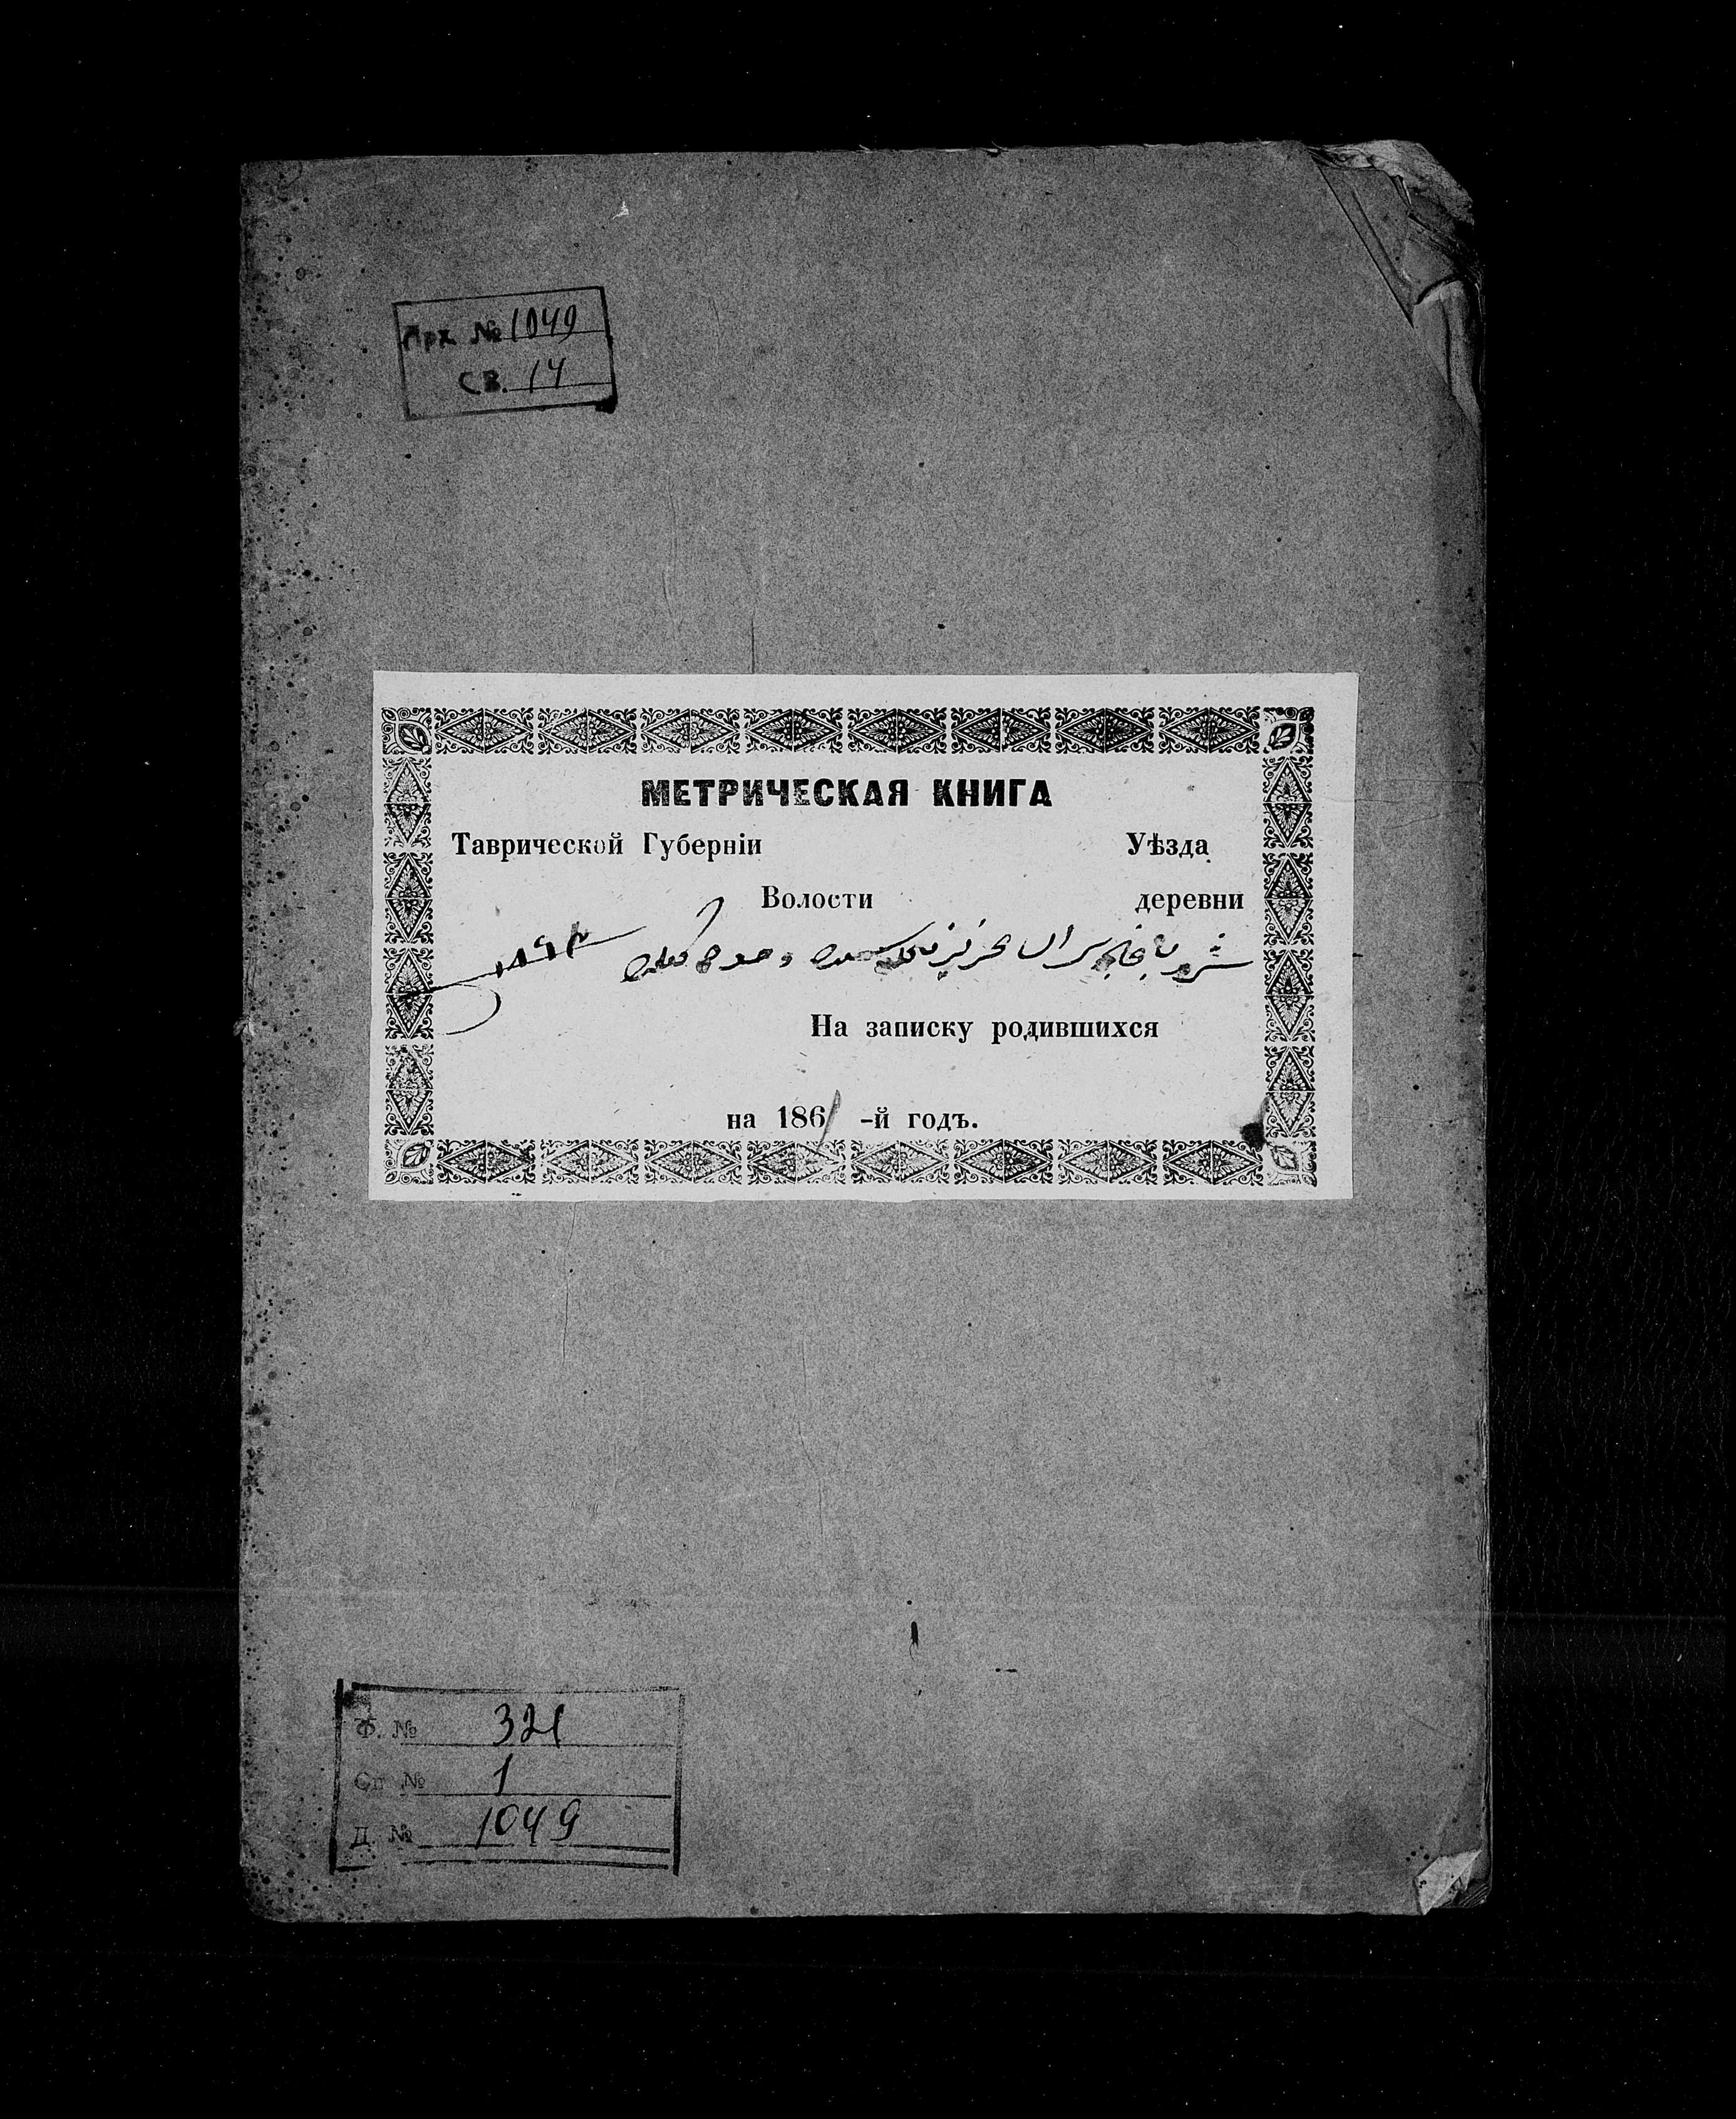 Арх. № 1049
св. 14
МЕТРИЧЕСКАЯ КНИГА
Таврической Губерніи Уѣзда
Волости деревни
На записку родившихся
на 186 -й годъ.
Ф. № 321
Оп № 1
Д. № 1049